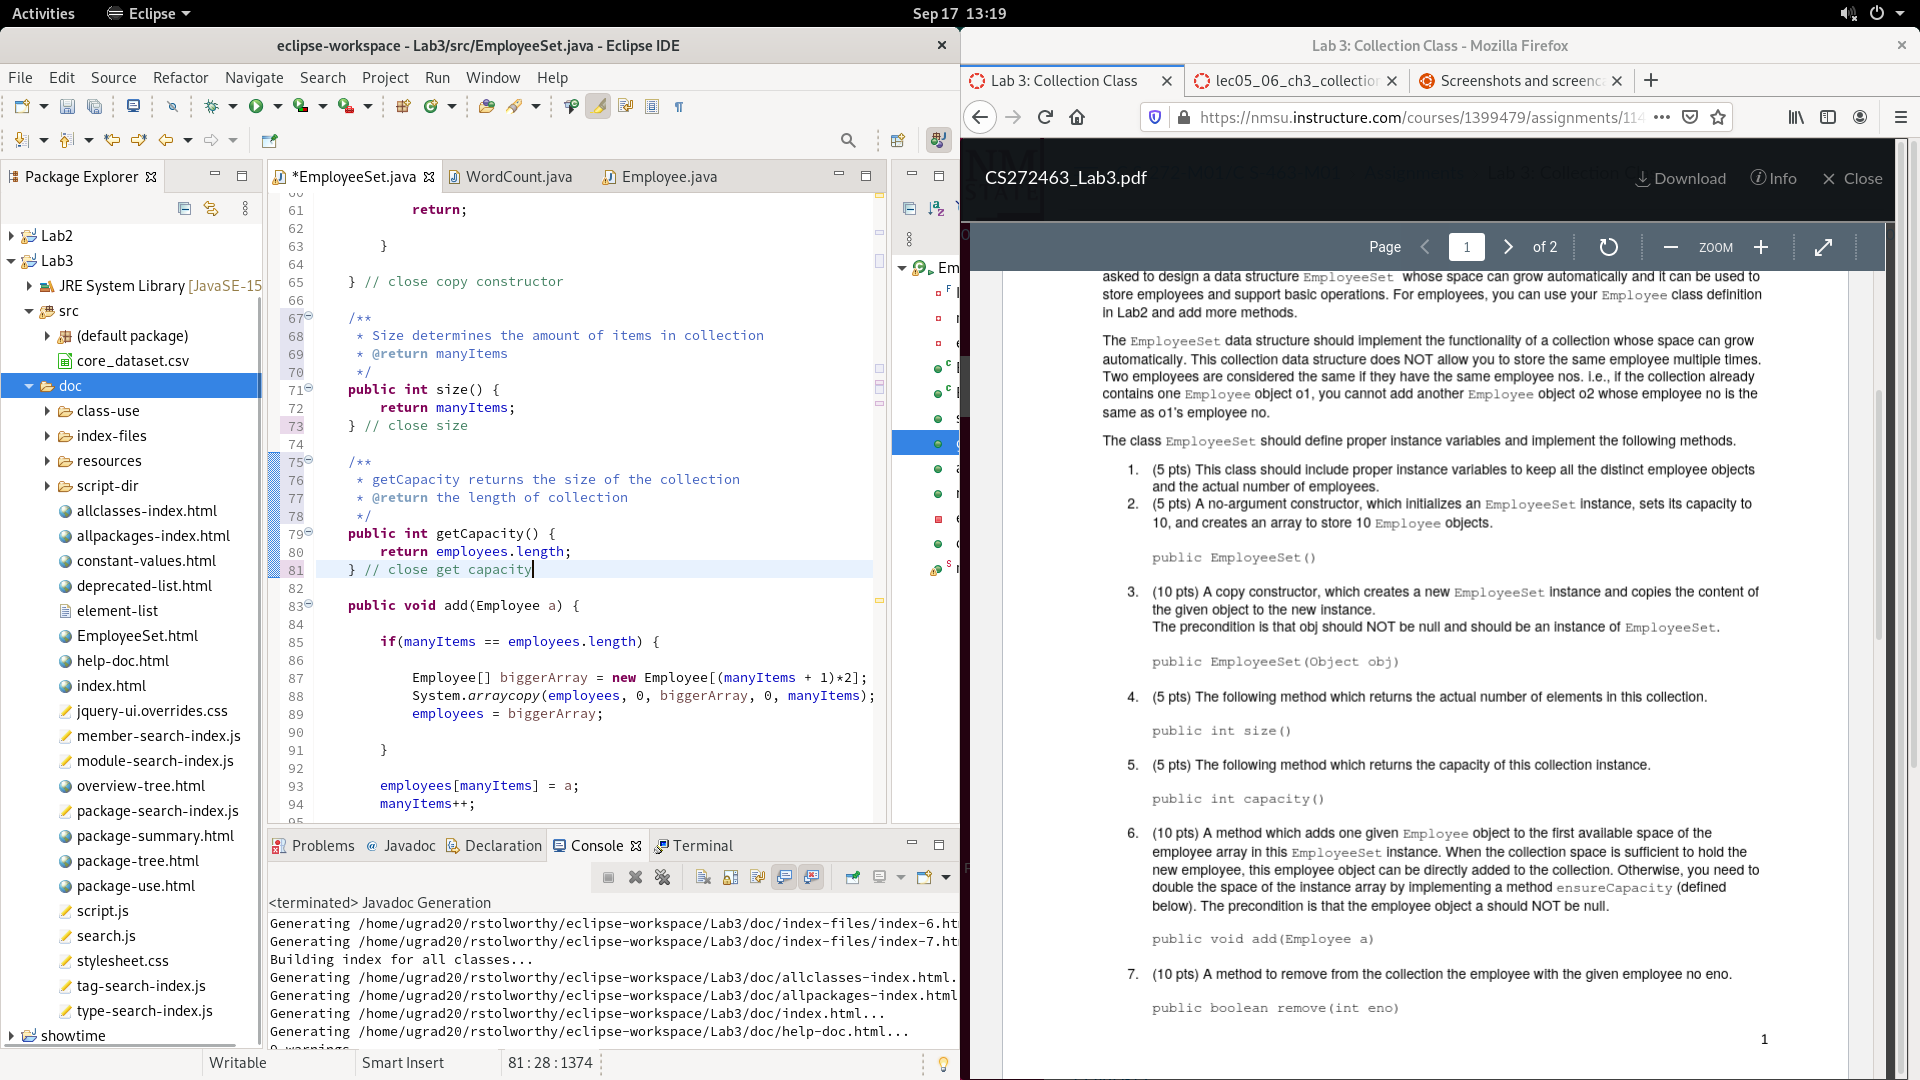 Activities
Eclipse
Sep 17 13:19
eclipse-workspace - Lab3/src/EmployeeSet.java - Eclipse IDE
File Edit Source Refactor Navigate Search Project Run Window Help
Package Explorer
Lab2
Lab3
JRE System Library [JavaSE-15
src
(default package)
core_dataset.csv
doc
class-use
index-files
resources
script-dir
allclasses-index.html
allpackages-index.html
constant-values.html
deprecated-list.html
element-list
EmployeeSet.html
help-doc.html
index.html
jquery-ui.overrides.css
member-search-index.js
module-search-index.js
overview-tree.html
package-search-index.js
package-summary.html
package-tree.html
package-use.html
script.js
search.js
stylesheet.css
tag-search-index.js
type-search-index.js
showtime
*EmployeeSet.java
WordCount.java
Employee.java
61 return;
62
63 }
64
65 } // close copy constructor
66
67 /**
68 * Size determines the amount of items in collection
69 * @return manyItems
70 */
71 public int size() {
72 return manyItems;
73 } // close size
74
75 /**
76 * getCapacity returns the size of the collection
77 * @return the length of collection
78 */
79 public int getCapacity() {
80 return employees.length;
81 } // close get capacity
82
83 public void add(Employee a) {
84
85 if(manyItems == employees.length) {
86
87 Employee[] biggerArray = new Employee[(manyItems + 1)*2];
88 System.arraycopy(employees, 0, biggerArray, 0, manyItems);
89 employees = biggerArray;
90
91 }
92
93 employees[manyItems] = a;
94 manyItems++;
Em
Problems
@ Javadoc
Declaration
Console
Terminal
<terminated> Javadoc Generation
Generating /home/ugrad20/rstolworthy/eclipse-workspace/Lab3/doc/index-files/index-6.ht
Generating /home/ugrad20/rstolworthy/eclipse-workspace/Lab3/doc/index-files/index-7.ht
Building index for all classes...
Generating /home/ugrad20/rstolworthy/eclipse-workspace/Lab3/doc/allclasses-index.html.
Generating /home/ugrad20/rstolworthy/eclipse-workspace/Lab3/doc/allpackages-index.html
Generating /home/ugrad20/rstolworthy/eclipse-workspace/Lab3/doc/index.html...
Generating /home/ugrad20/rstolworthy/eclipse-workspace/Lab3/doc/help-doc.html...
Writable
Smart Insert
81 : 28 : 1374
Lab 3: Collection Class - Mozilla Firefox
Lab 3: Collection Class
lec05_06_ch3_collection
Screenshots and screenca
https://nmsu.instructure.com/courses/1399479/assignments/114
CS272463_Lab3.pdf
Download
Info
Close
Page 1 of 2
ZOOM
asked to design a data structure EmployeeSet whose space can grow automatically and it can be used to
store employees and support basic operations. For employees, you can use your Employee class definition
in Lab2 and add more methods.
The EmployeeSet data structure should implement the functionality of a collection whose space can grow
automatically. This collection data structure does NOT allow you to store the same employee multiple times.
Two employees are considered the same if they have the same employee nos. i.e., if the collection already
contains one Employee object o1, you cannot add another Employee object o2 whose employee no is the
same as o1's employee no.
The class EmployeeSet should define proper instance variables and implement the following methods.
1. (5 pts) This class should include proper instance variables to keep all the distinct employee objects
and the actual number of employees.
2. (5 pts) A no-argument constructor, which initializes an EmployeeSet instance, sets its capacity to
10, and creates an array to store 10 Employee objects.
public EmployeeSet()
3. (10 pts) A copy constructor, which creates a new EmployeeSet instance and copies the content of
the given object to the new instance.
The precondition is that obj should NOT be null and should be an instance of EmployeeSet.
public EmployeeSet(Object obj)
4. (5 pts) The following method which returns the actual number of elements in this collection.
public int size()
5. (5 pts) The following method which returns the capacity of this collection instance.
public int capacity()
6. (10 pts) A method which adds one given Employee object to the first available space of the
employee array in this EmployeeSet instance. When the collection space is sufficient to hold the
new employee, this employee object can be directly added to the collection. Otherwise, you need to
double the space of the instance array by implementing a method ensureCapacity (defined
below). The precondition is that the employee object a should NOT be null.
public void add(Employee a)
7. (10 pts) A method to remove from the collection the employee with the given employee no eno.
public boolean remove(int eno)
1